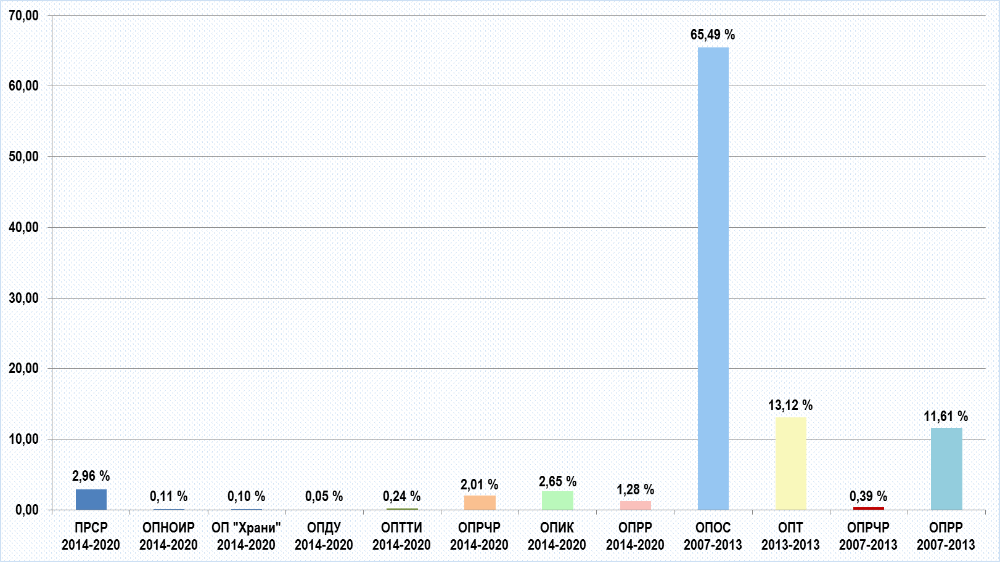 70,00
60,00
50,00
40,00
30,00
20,00
10,00
0,00
2,96 %
0,11 %
0,10 %
0,05 %
0,24 %
2,01 %
2,65 %
1,28 %
65,49 %
13,12 %
0,39 %
11,61 %
ПРСР
2014-2020
ОПНОИР
2014-2020
ОП "Храни"
2014-2020
ОПДУ
2014-2020
ОПТТИ
2014-2020
ОПРЧР
2014-2020
ОПИК
2014-2020
ОПРР
2014-2020
ОПОС
2007-2013
ОПТ
2013-2013
ОПРЧР
2007-2013
ОПРР
2007-2013